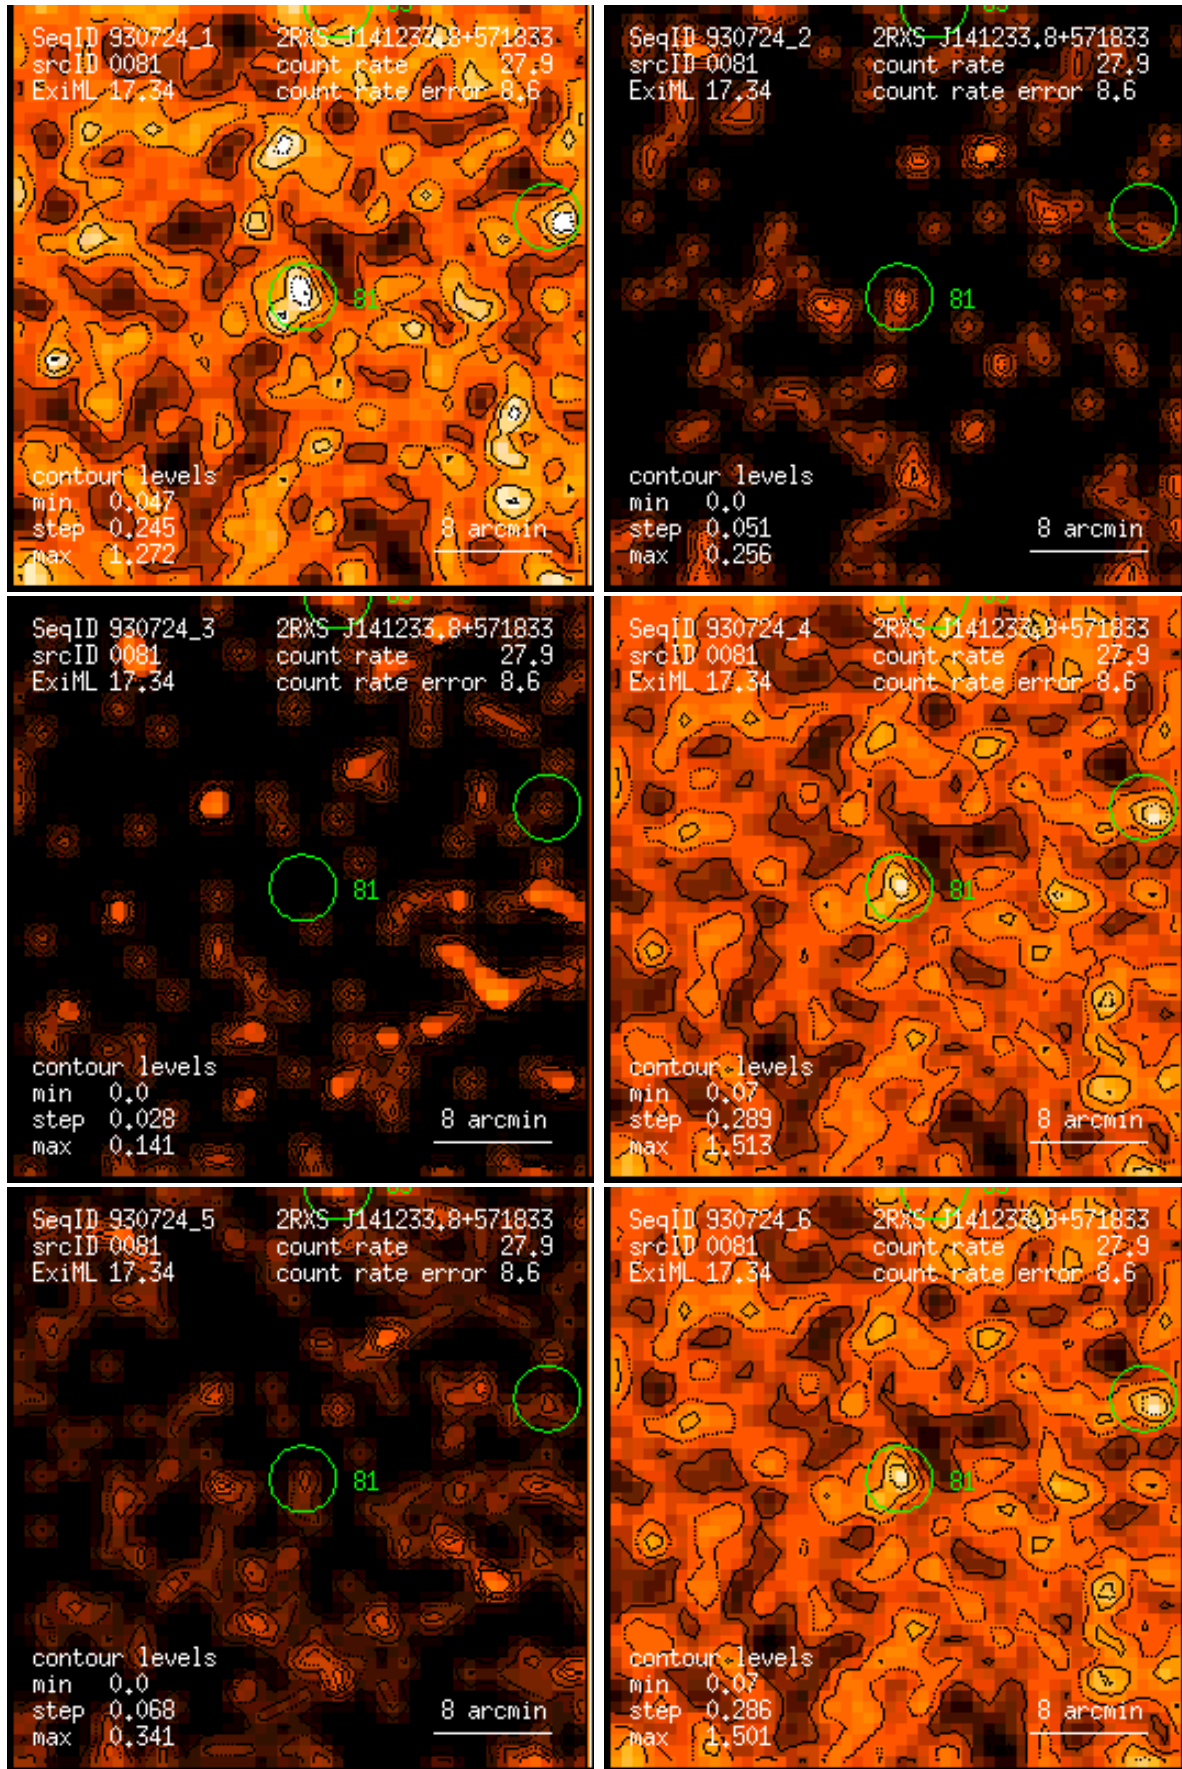 SeqID 930724_1 2RXS J141233.8+571833
srcID 0081 count rate 27.9
ExiML 17.34 count rate error 8.6
81
contour levels
min 0.047
step 0.245 8 arcmin
max 1.272
SeqID 930724_2 2RXS J141233.8+571833
srcID 0081 count rate 27.9
ExiML 17.34 count rate error 8.6
81
contour levels
min 0.0
step 0.051 8 arcmin
max 0.256
SeqID 930724_3 2RXS J141233.8+571833
srcID 0081 count rate 27.9
ExiML 17.34 count rate error 8.6
81
contour levels
min 0.0
step 0.028 8 arcmin
max 0.141
SeqID 930724_4 2RXS J141233.8+571833
srcID 0081 count rate 27.9
ExiML 17.34 count rate error 8.6
81
contour levels
min 0.07
step 0.289 8 arcmin
max 1.513
SeqID 930724_5 2RXS J141233.8+571833
srcID 0081 count rate 27.9
ExiML 17.34 count rate error 8.6
81
contour levels
min 0.0
step 0.068 8 arcmin
max 0.341
SeqID 930724_6 2RXS J141233.8+571833
srcID 0081 count rate 27.9
ExiML 17.34 count rate error 8.6
81
contour levels
min 0.07
step 0.286 8 arcmin
max 1.501